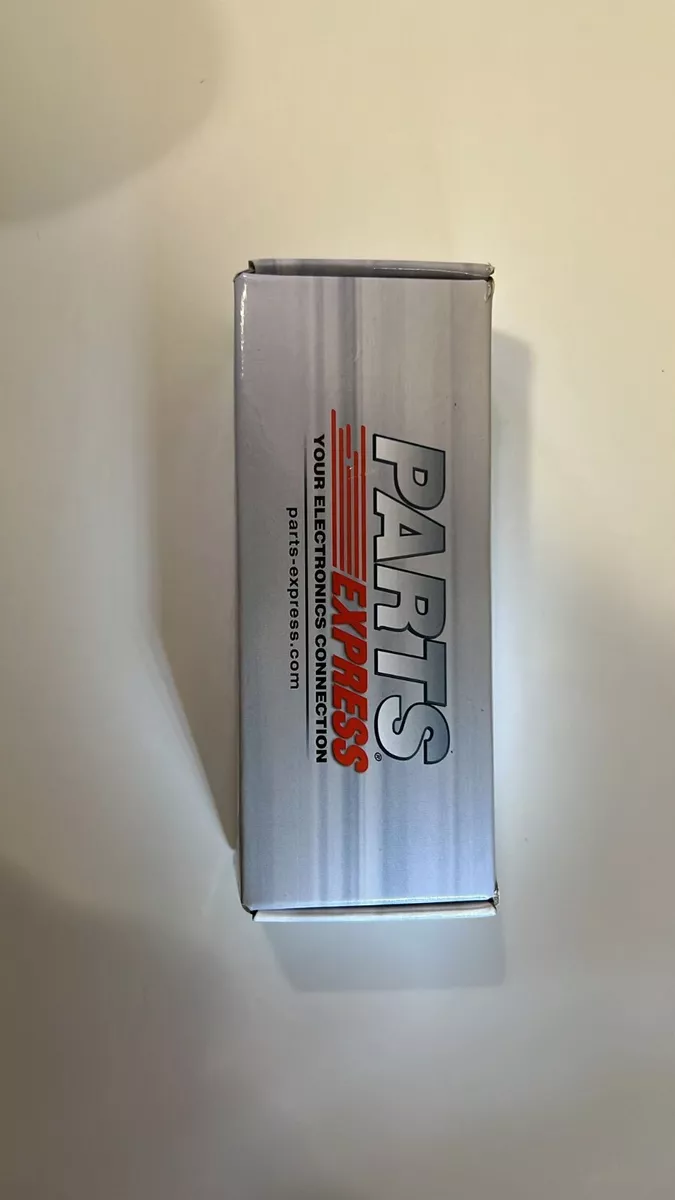 PARTS®
EXPRESS
YOUR ELECTRONICS CONNECTION
parts-express.com